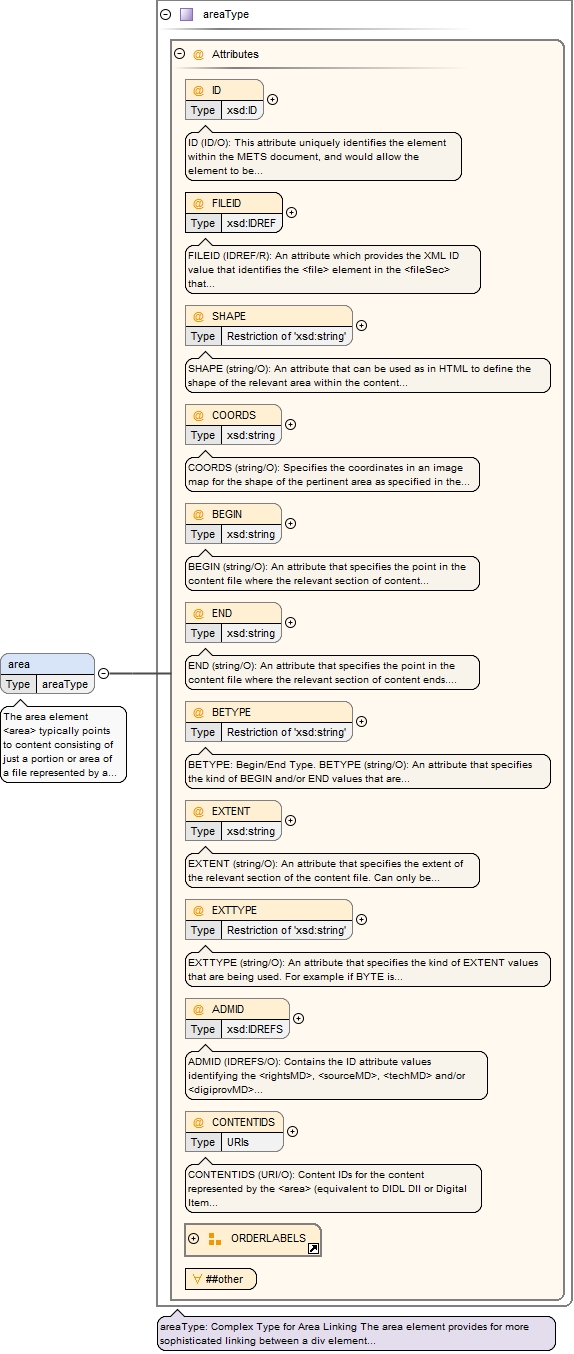 areaType
@ Attributes
@ ID
Type xsd:ID
ID (ID/O): This attribute uniquely identifies the element
within the METS document, and would allow the
element to be...
@ FILEID
Type xsd:IDREF
FILEID (IDREF/R): An attribute which provides the XML ID
value that identifies the <file> element in the <fileSec>
that...
@ SHAPE
Type Restriction of 'xsd:string'
SHAPE (string/O): An attribute that can be used as in HTML to define the
shape of the relevant area within the content...
@ COORDS
Type xsd:string
COORDS (string/O): Specifies the coordinates in an image
map for the shape of the pertinent area as specified in the...
@ BEGIN
Type xsd:string
BEGIN (string/O): An attribute that specifies the point in the
content file where the relevant section of content...
@ END
Type xsd:string
END (string/O): An attribute that specifies the point in the
content file where the relevant section of content ends....
area
Type areaType
The area element
<area> typically points
to content consisting of
just a portion or area of
a file represented by a...
@ BETYPE
Type Restriction of 'xsd:string'
BETYPE: Begin/End Type. BETYPE (string/O): An attribute that specifies
the kind of BEGIN and/or END values that are...
@ EXTENT
Type xsd:string
EXTENT (string/O): An attribute that specifies the extent of
the relevant section of the content file. Can only be...
@ EXTTYPE
Type Restriction of 'xsd:string'
EXTTYPE (string/O): An attribute that specifies the kind of EXTENT values
that are being used. For example if BYTE is...
@ ADMID
Type xsd:IDREFS
ADMID (IDREFS/O): Contains the ID attribute values
identifying the <rightsMD>, <sourceMD>, <techMD> and/or
<digiprovMD>...
@ CONTENTIDS
Type URIs
CONTENTIDS (URI/O): Content IDs for the content
represented by the <area> (equivalent to DIDL DII or Digital
Item...
ORDERLABELS
##other
areaType: Complex Type for Area Linking The area element provides for more
sophisticated linking between a div element...